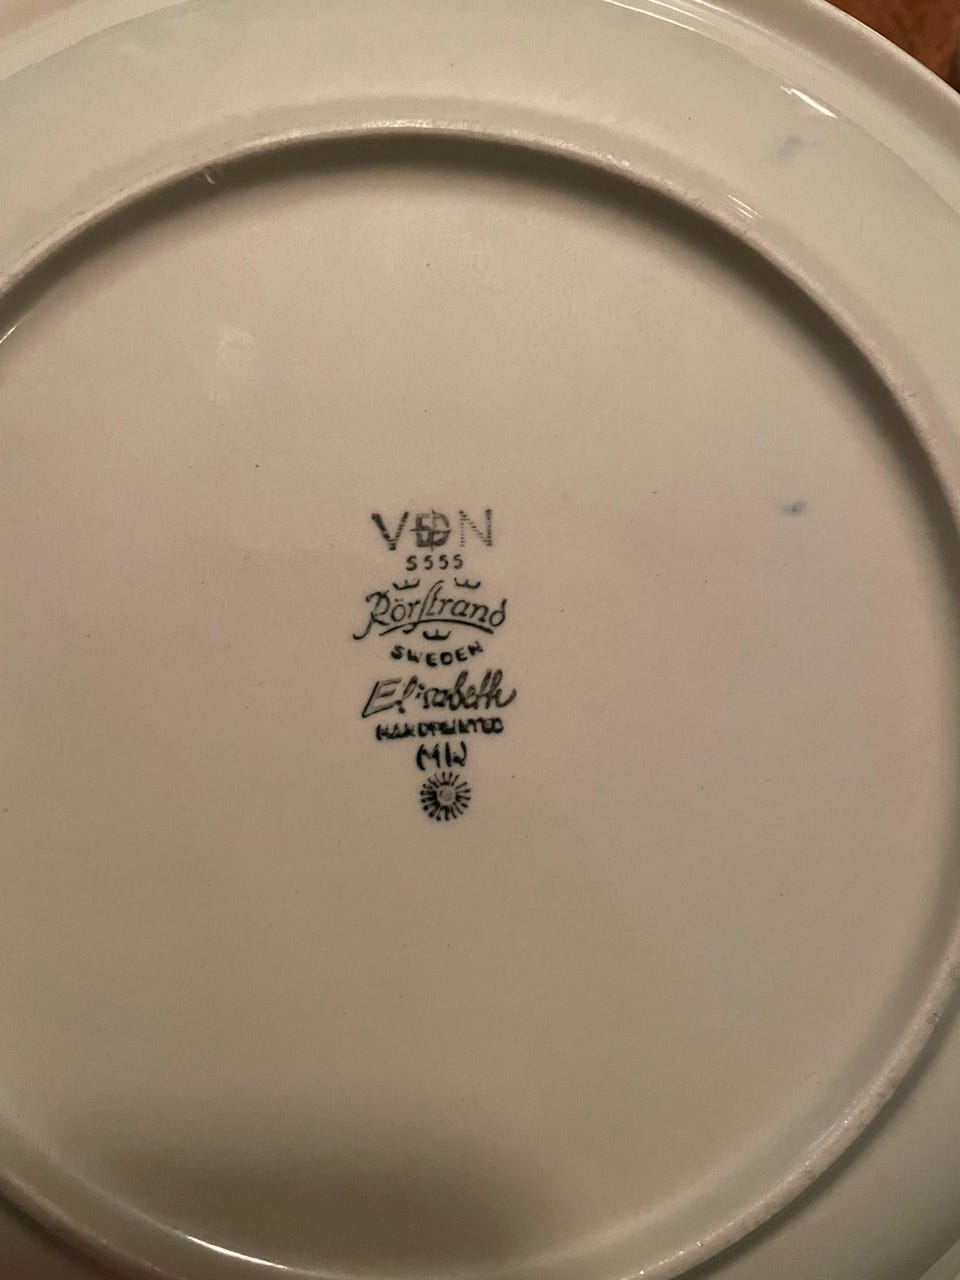 VDN
S555
Rörstrand
SWEDEN
Elisabeth
HANDPAINTED
MW